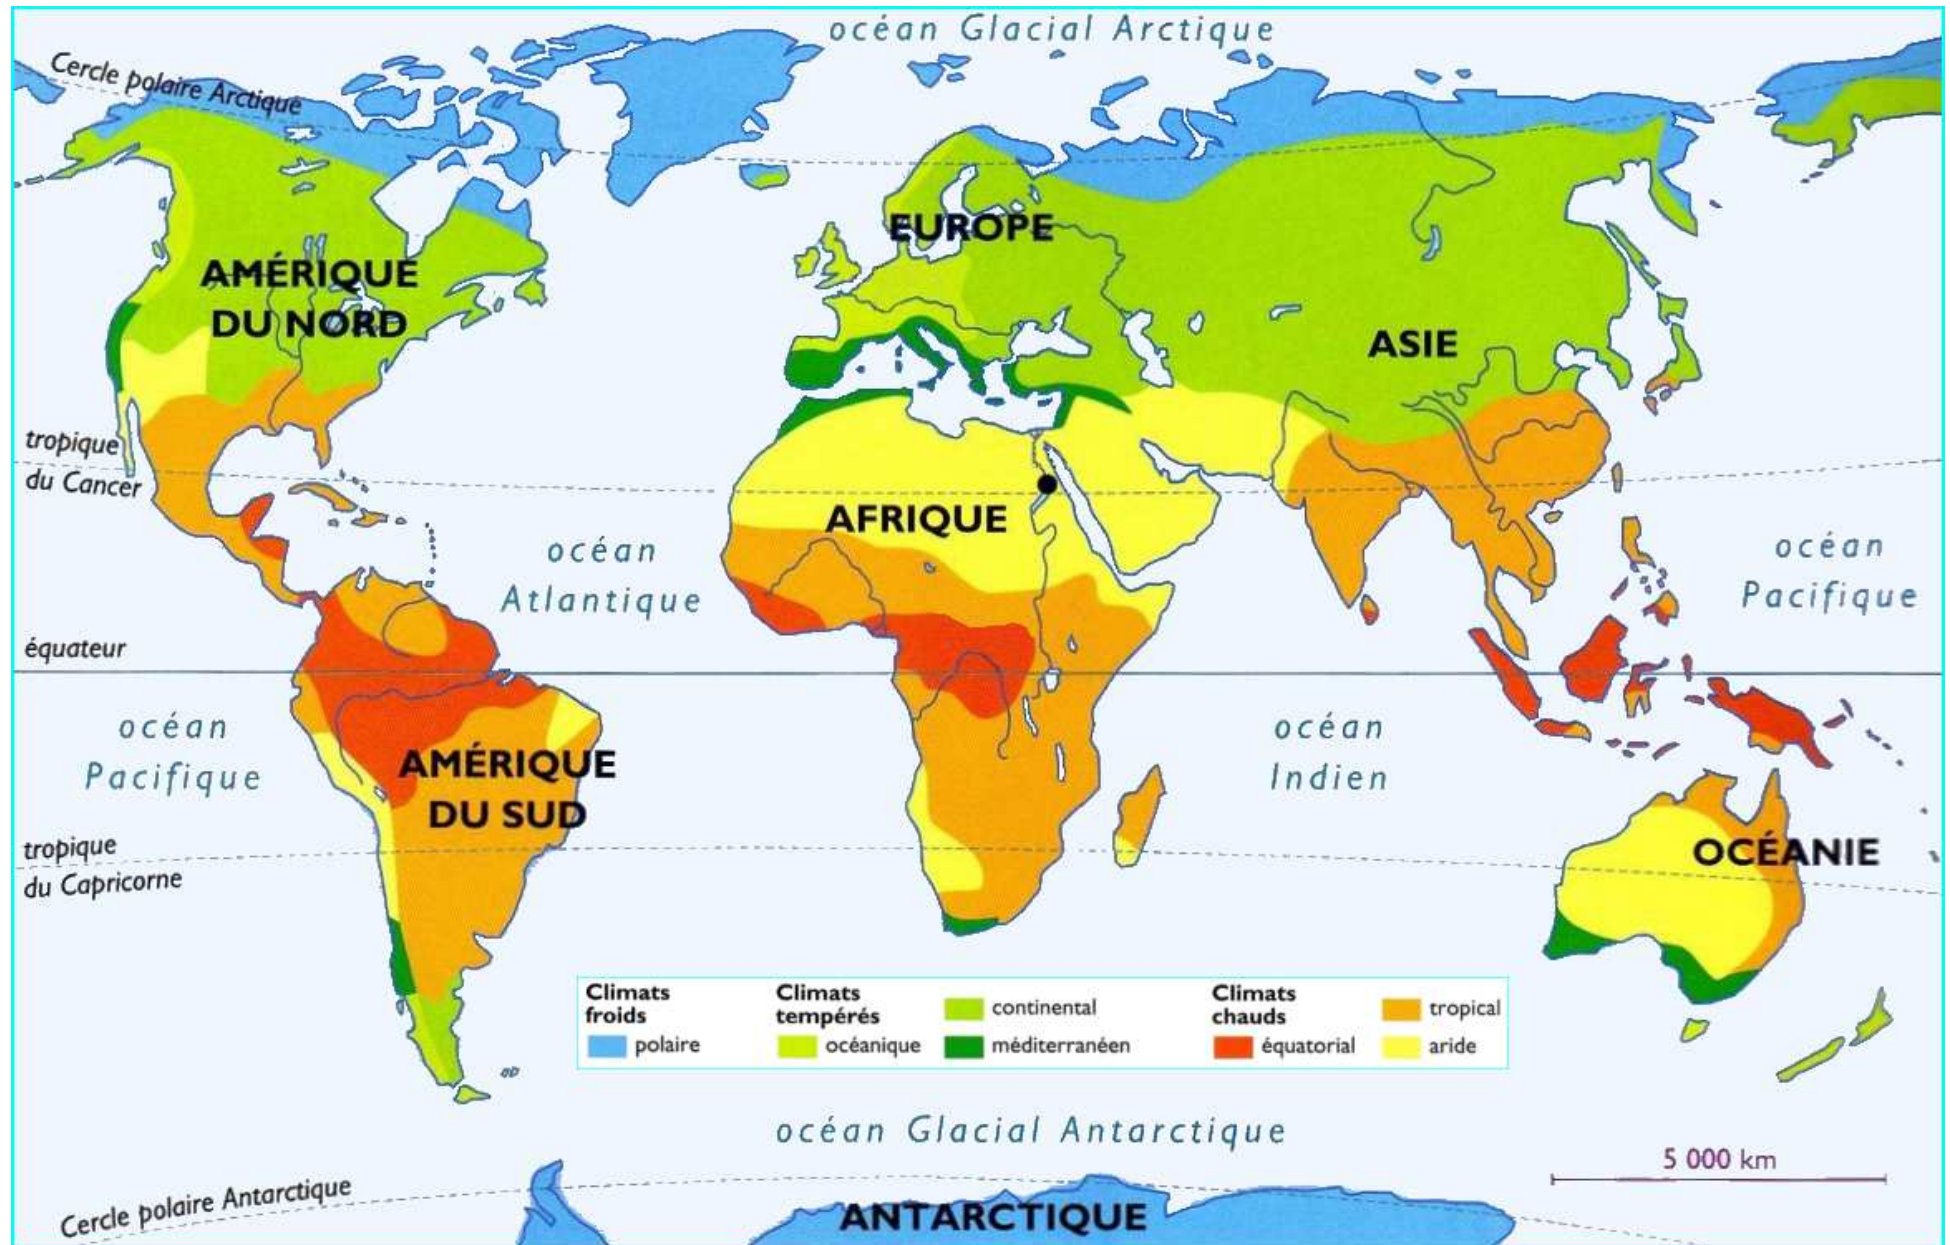 océan Glacial Arctique
Cercle polaire Arctique
EUROPE
AMÉRIQUE
DU NORD
ASIE
tropique
du Cancer
AFRIQUE
océan
Atlantique
océan
Pacifique
équateur
océan
Pacifique
océan
Indien
AMÉRIQUE
DU SUD
tropique
du Capricorne
OCÉANIE
Climats
froids
polaire
Climats
tempérés
océanique
continental
méditerranéen
Climats
chauds
équatorial
tropical
aride
océan Glacial Antarctique
5 000 km
Cercle polaire Antarctique
ANTARCTIQUE